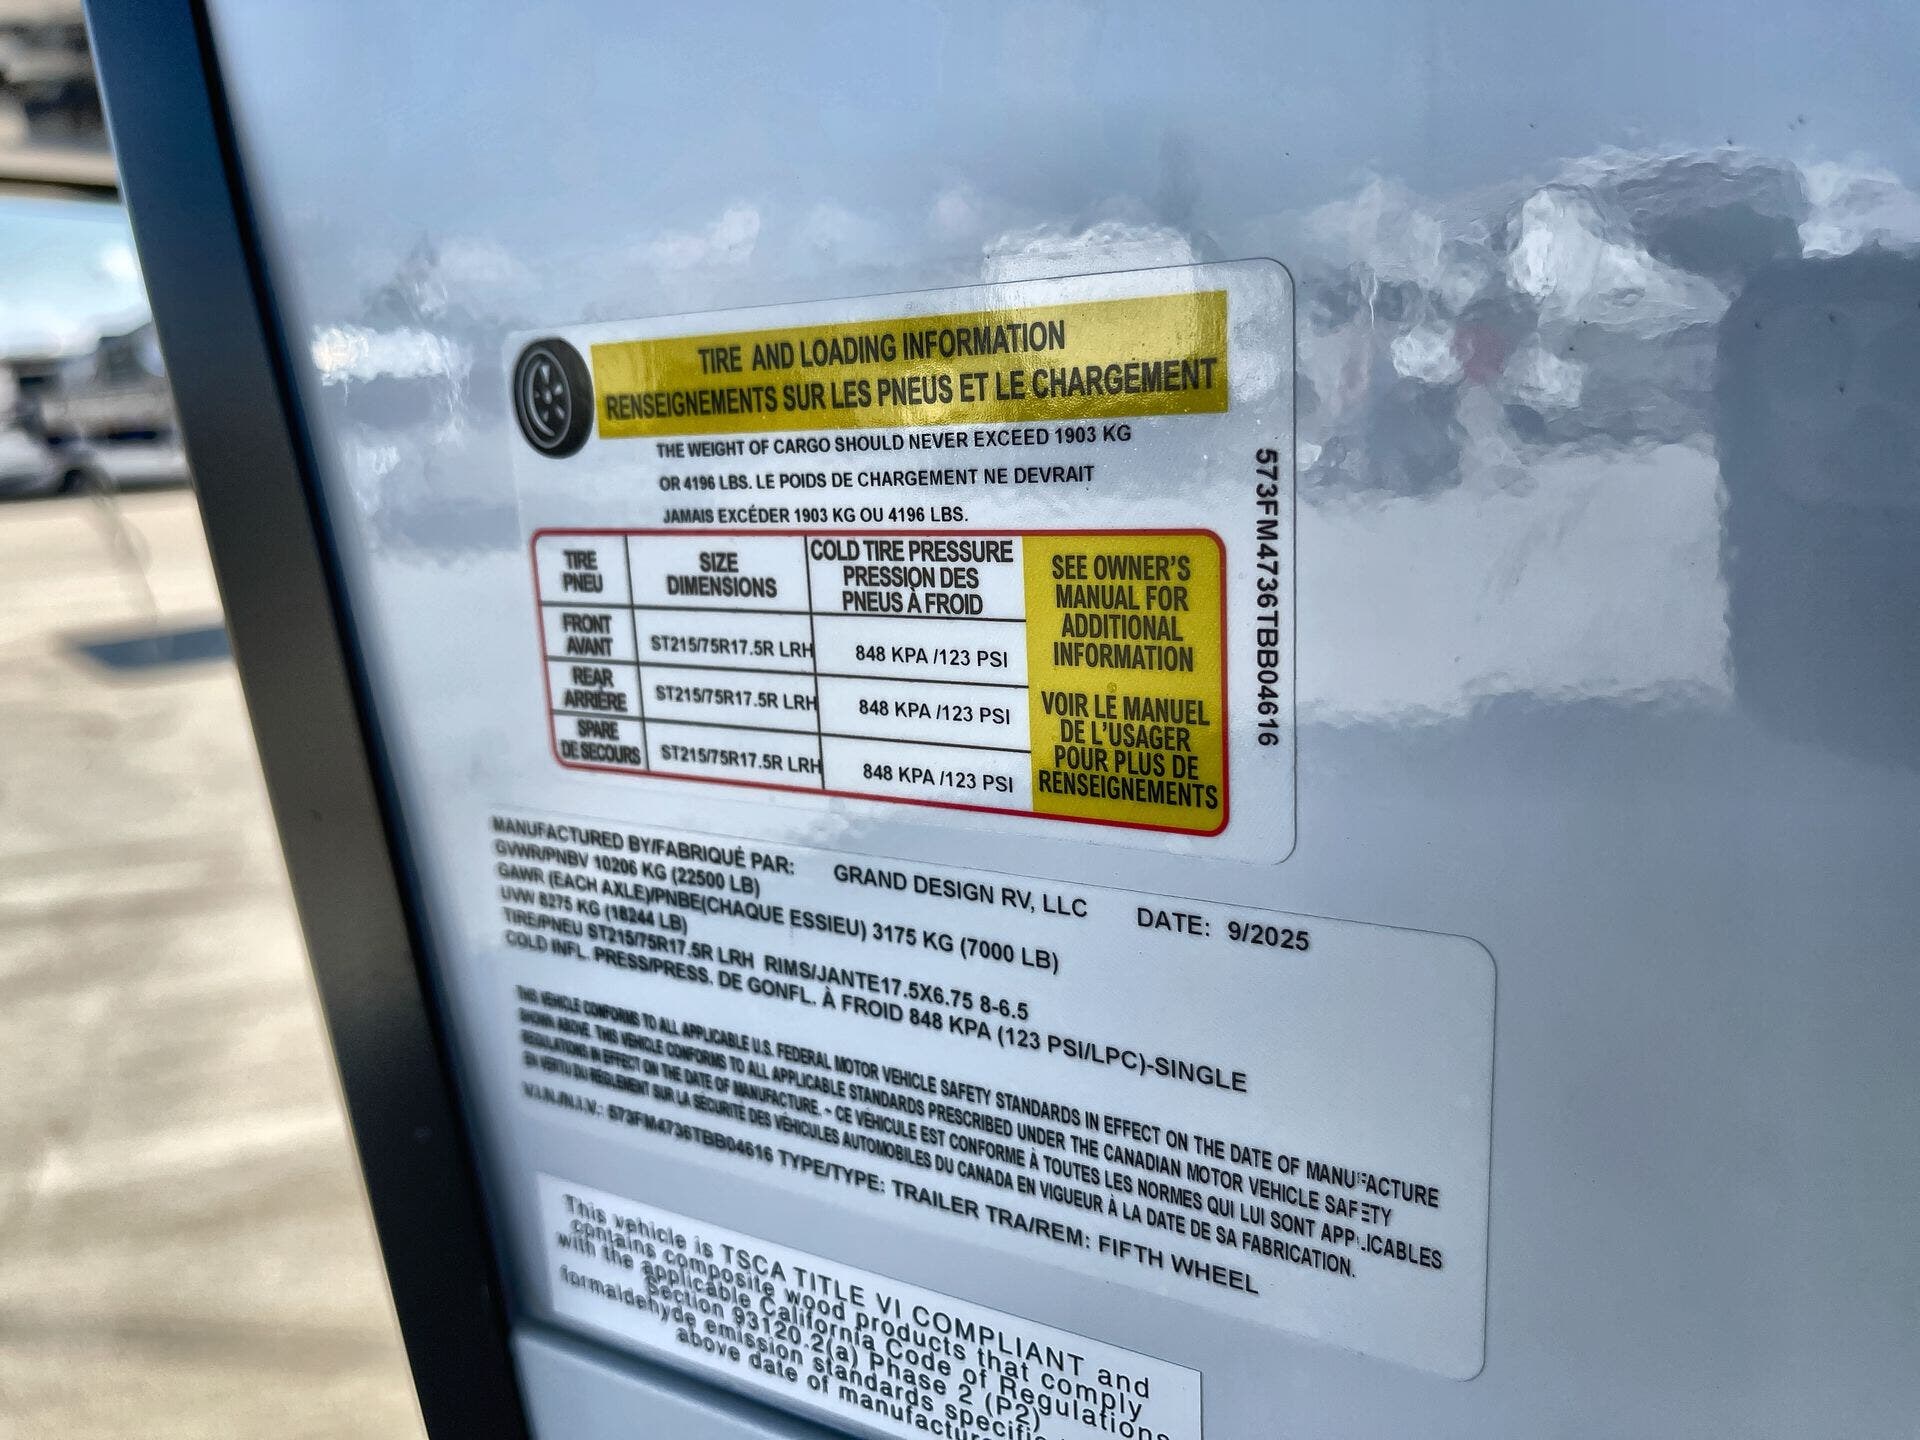 TIRE AND LOADING INFORMATION
RENSEIGNEMENTS SUR LES PNEUS ET LE CHARGEMENT
THE WEIGHT OF CARGO SHOULD NEVER EXCEED 1903 KG
OR 4196 LBS. LE POIDS DE CHARGEMENT NE DEVRAIT
JAMAIS EXCÉDER 1903 KG OU 4196 LBS.
TIRE PNEU
SIZE DIMENSIONS
COLD TIRE PRESSURE
PRESSION DES
PNEUS À FROID
FRONT AVANT
ST215/75R17.5R LRH
848 KPA /123 PSI
REAR ARRIÈRE
ST215/75R17.5R LRH
848 KPA /123 PSI
SPARE DE SECOURS
ST215/75R17.5R LRH
848 KPA /123 PSI
SEE OWNER'S
MANUAL FOR
ADDITIONAL
INFORMATION
VOIR LE MANUEL
DE L'USAGER
POUR PLUS DE
RENSEIGNEMENTS
573FM4736TBB04616
MANUFACTURED BY/FABRIQUÉ PAR: GRAND DESIGN RV, LLC DATE: 9/2025
GVWR/PNBV 10206 KG (22500 LB)
GAWR (EACH AXLE)/PNBE(CHAQUE ESSIEU) 3175 KG (7000 LB)
UVW 8275 KG (18244 LB)
TIRE/PNEU ST215/75R17.5R LRH RIMS/JANTE17.5X6.75 8-6.5
COLD INFL. PRESS/PRESS. DE GONFL. À FROID 848 KPA (123 PSI/LPC)-SINGLE
THIS VEHICLE CONFORMS TO ALL APPLICABLE U.S. FEDERAL MOTOR VEHICLE SAFETY STANDARDS IN EFFECT ON THE DATE OF MANUFACTURE
SHOWN ABOVE. THIS VEHICLE CONFORMS TO ALL APPLICABLE STANDARDS PRESCRIBED UNDER THE CANADIAN MOTOR VEHICLE SAFETY
REGULATIONS IN EFFECT ON THE DATE OF MANUFACTURE. - CE VÉHICULE EST CONFORME À TOUTES LES NORMES QUI LUI SONT APPLICABLES
EN VERTU DU RÈGLEMENT SUR LA SÉCURITÉ DES VÉHICULES AUTOMOBILES DU CANADA EN VIGUEUR À LA DATE DE SA FABRICATION.
V.I.N./N.I.V.: 573FM4736TBB04616 TYPE/TYPE: TRAILER TRA/REM: FIFTH WHEEL
This vehicle is TSCA TITLE VI COMPLIANT and
contains composite wood products that comply
with the applicable California Code of Regulations
Section 93120.2(a) Phase 2 (P2)
formaldehyde emission standards
above date of